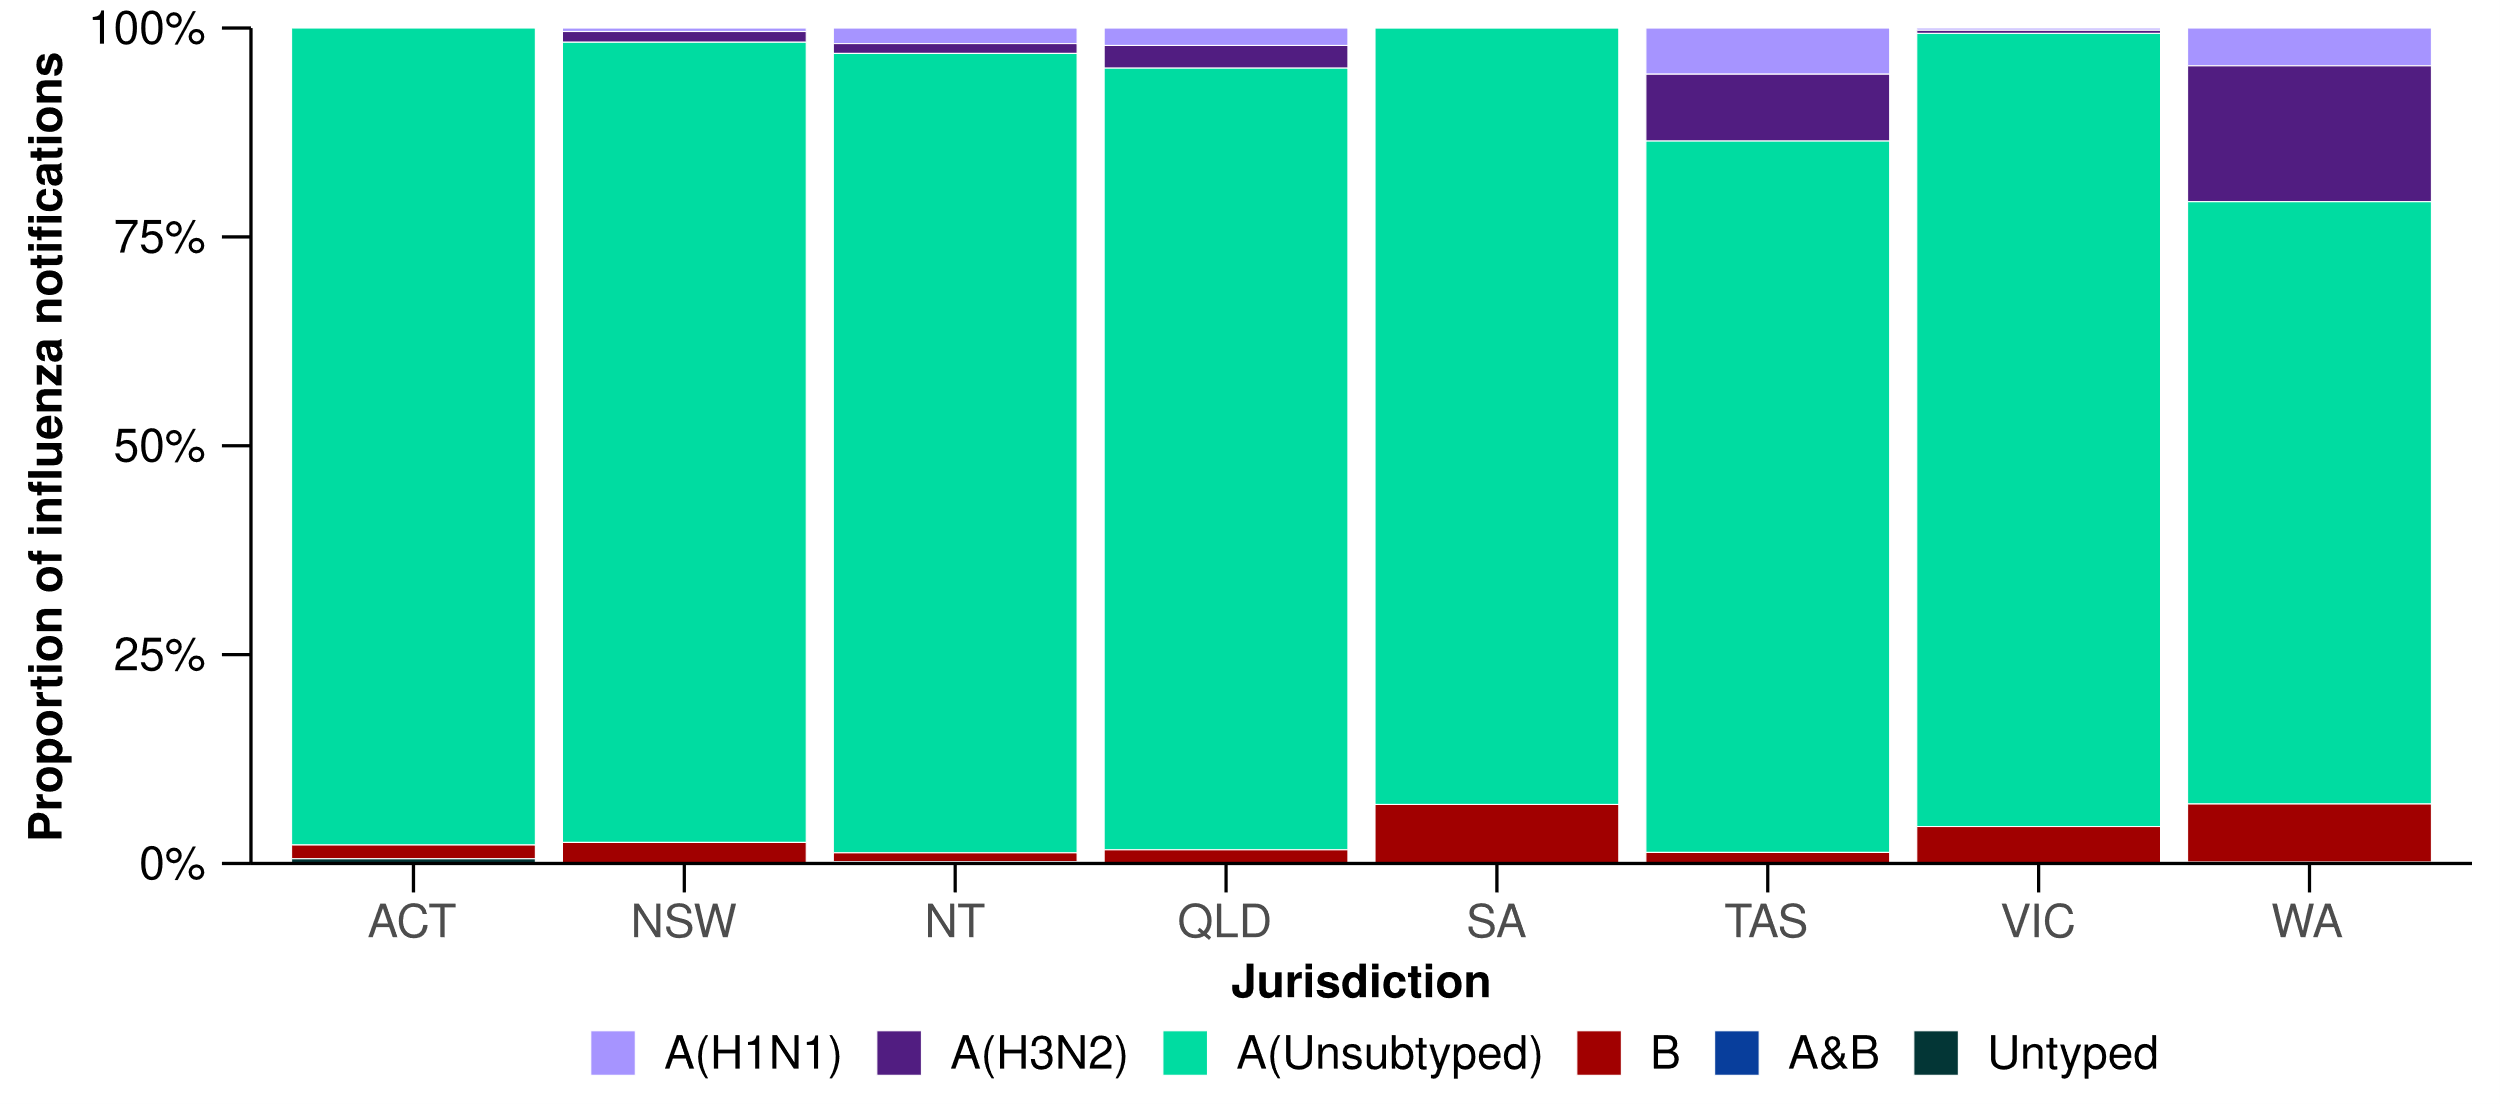 Proportion of influenza notifications
100%
75%
50%
25%
0%
ACT NSW NT QLD SA TAS VIC WA
Jurisdiction
A(H1N1) A(H3N2) A(Unsubtyped) B A&B Untyped